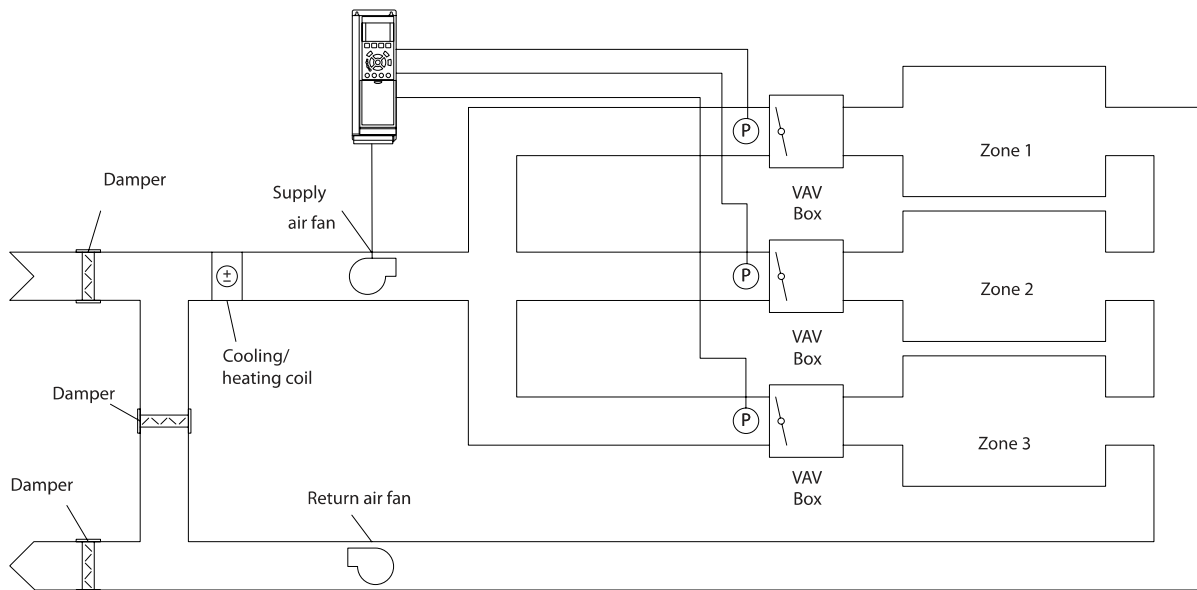 Damper
Supply
air fan
P
VAV
Box
Zone 1
±
P
VAV
Box
Zone 2
Cooling/
heating coil
Damper
P
VAV
Box
Zone 3
Damper
Return air fan